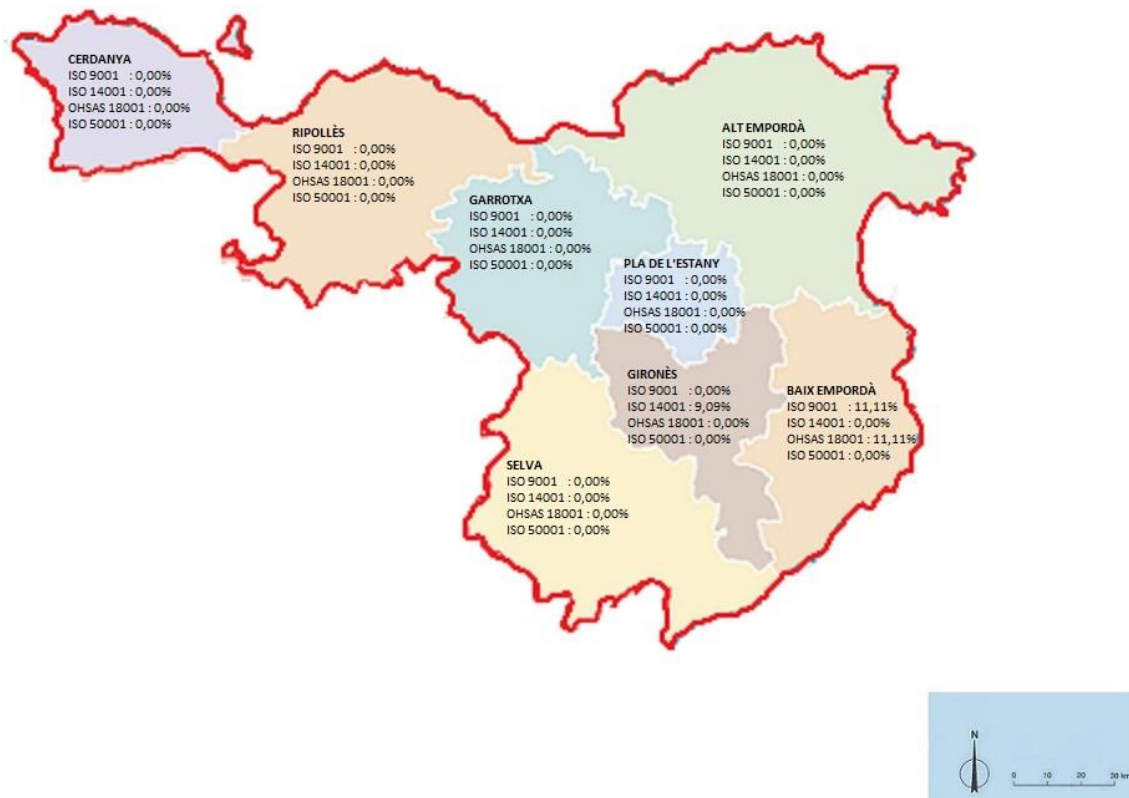 CERDANYA
ISO 9001 : 0,00%
ISO 14001 : 0,00%
OHSAS 18001 : 0,00%
ISO 50001 : 0,00%
RIPOLLÈS
ISO 9001 : 0,00%
ISO 14001 : 0,00%
OHSAS 18001 : 0,00%
ISO 50001 : 0,00%
ALT EMPORDÀ
ISO 9001 : 0,00%
ISO 14001 : 0,00%
OHSAS 18001 : 0,00%
ISO 50001 : 0,00%
GARROTXA
ISO 9001 : 0,00%
ISO 14001 : 0,00%
OHSAS 18001 : 0,00%
ISO 50001 : 0,00%
PLA DE L'ESTANY
ISO 9001 : 0,00%
ISO 14001 : 0,00%
OHSAS 18001 : 0,00%
ISO 50001 : 0,00%
GIRONÈS
ISO 9001 : 0,00%
ISO 14001 : 9,09%
OHSAS 18001 : 0,00%
ISO 50001 : 0,00%
BAIX EMPORDÀ
ISO 9001 : 11,11%
ISO 14001 : 0,00%
OHSAS 18001 : 11,11%
ISO 50001 : 0,00%
SELVA
ISO 9001 : 0,00%
ISO 14001 : 0,00%
OHSAS 18001 : 0,00%
ISO 50001 : 0,00%
N
0 10 20 30 km